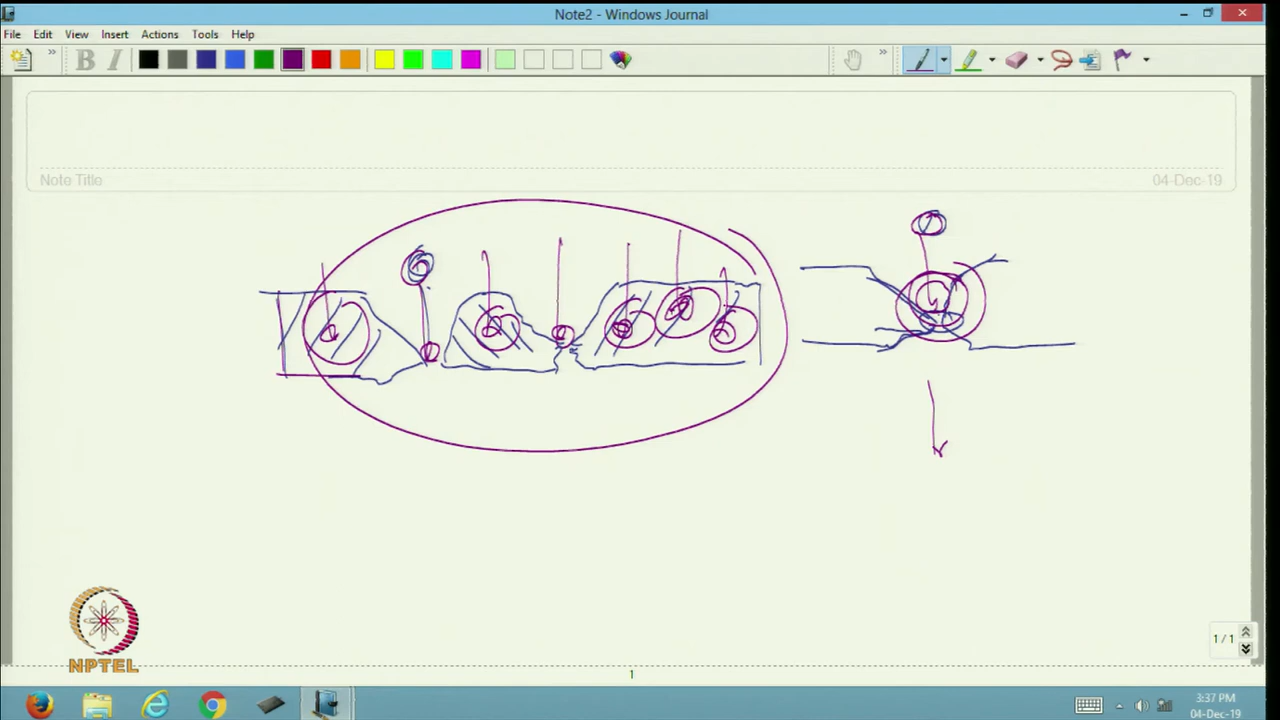 Note2 - Windows Journal
File Edit View Insert Actions Tools Help
B I
Note Title
04-Dec-19
NPTEL
1 / 1
1
3:37 PM
04-Dec-19